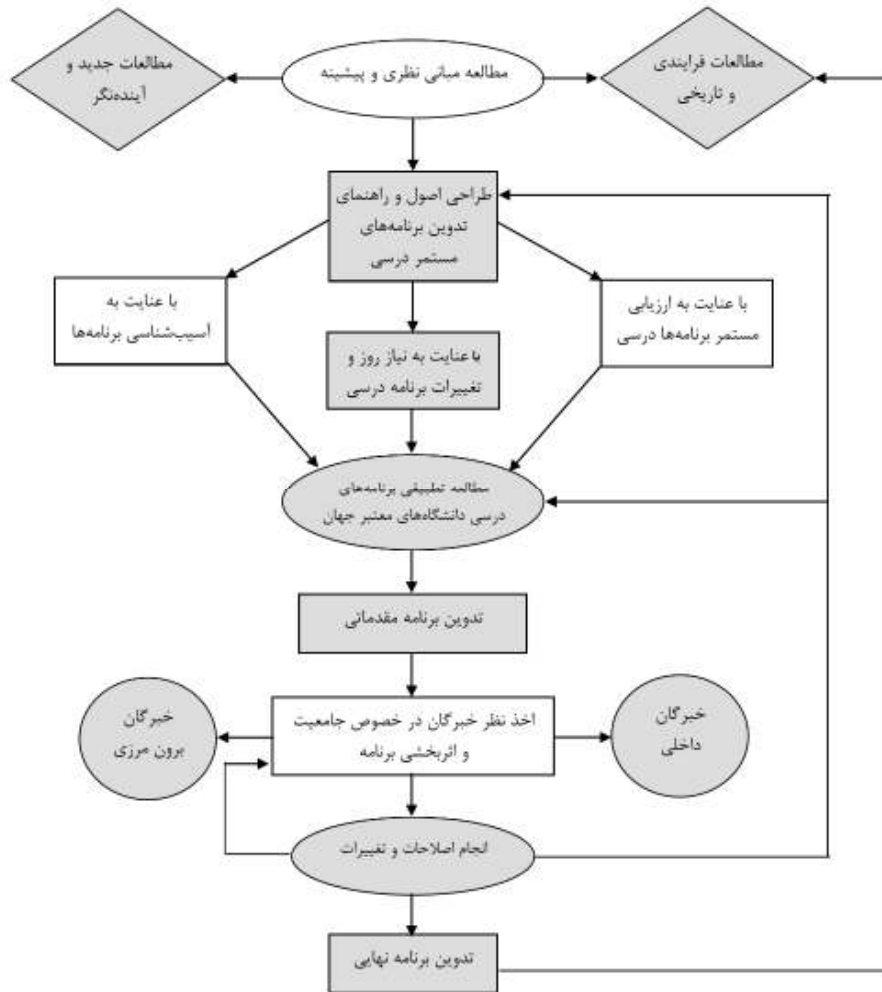 مطالعات فرایندی
و تاریخی
مطالعه مبانی نظری و پیشینه
مطالعات جدید و
آینده‌نگر
طراحی اصول و راهنمای
تدوین برنامه‌های
مستمر درسی
با عنایت به ارزیابی
مستمر برنامه‌ها درسی
با عنایت به نیاز روز و
تغییرات برنامه درسی
با عنایت به
آسیب‌شناسی برنامه‌ها
مطالعه تطبیقی برنامه‌های
درسی دانشگاه‌های معتبر جهان
تدوین برنامه مقدماتی
خبرگان
داخلی
اخذ نظر خبرگان در خصوص جامعیت
و اثربخشی برنامه
خبرگان
برون مرزی
انجام اصلاحات و تغییرات
تدوین برنامه نهایی